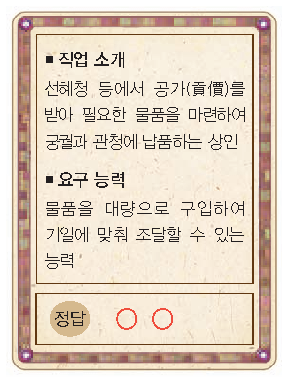 ■ 직업 소개
선혜청 등에서 공가(貢價)를
받아 필요한 물품을 마련하여
궁궐과 관청에 납품하는 상인
■ 요구 능력
물품을 대량으로 구입하여
기일에 맞춰 조달할 수 있는
능력
정답 ○ ○